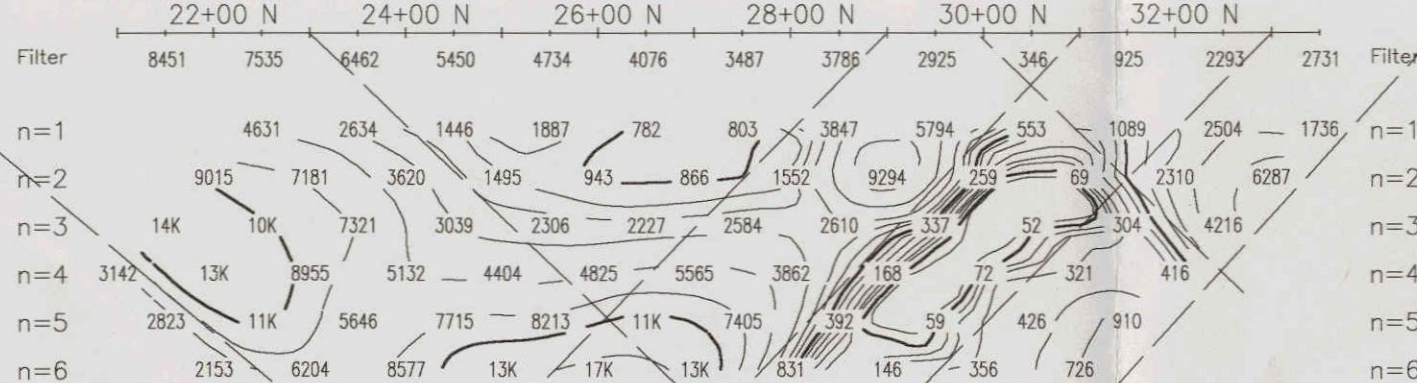 22+00 N 24+00 N 26+00 N 28+00 N 30+00 N 32+00 N
Filter 8451 7535 6462 5450 4734 4076 3487 3786 2925 346 925 2293 2731 Filter
n=1 4631 2634 1446 1887 782 803 3847 5794 553 1089 2504 1736 n=1
n=2 9015 7181 3620 1495 943 866 1552 9294 259 69 2310 6287 n=2
n=3 14K 10K 7321 3039 2306 2227 2584 2610 337 52 304 4216 n=3
n=4 3142 13K 8955 5132 4404 4825 5565 3862 168 72 321 416 n=4
n=5 2823 11K 5646 7715 8213 11K 7405 392 59 426 910 n=5
n=6 2153 6204 8577 13K 17K 13K 831 146 356 726 n=6